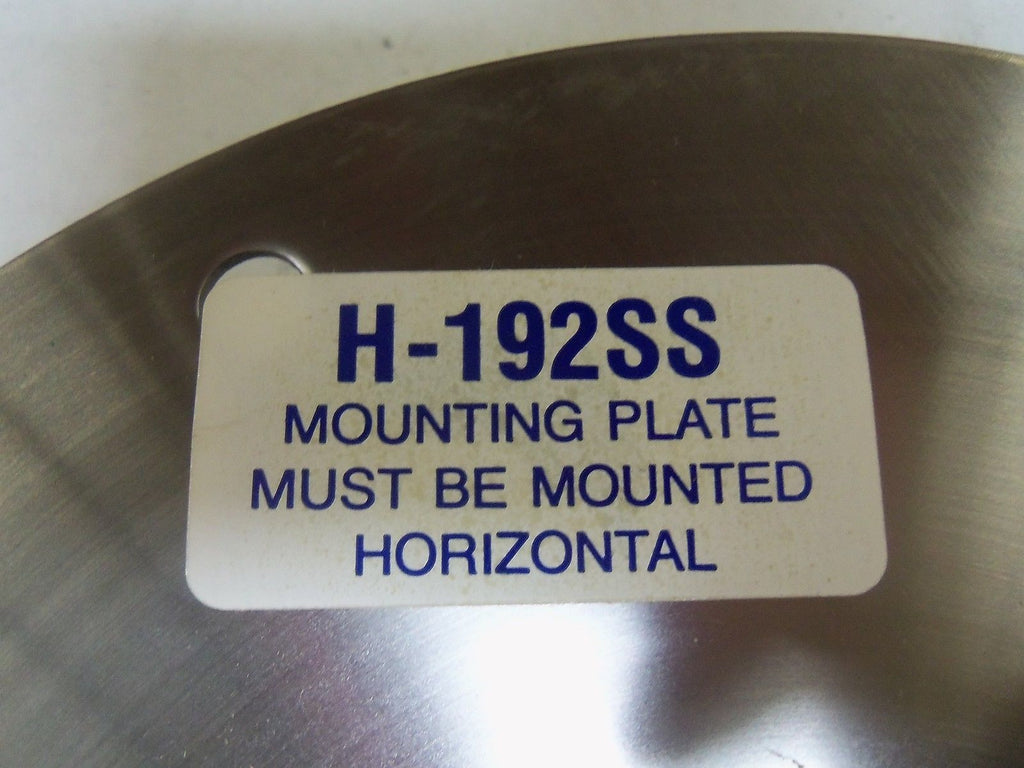 H-192SS
MOUNTING PLATE
MUST BE MOUNTED
HORIZONTAL